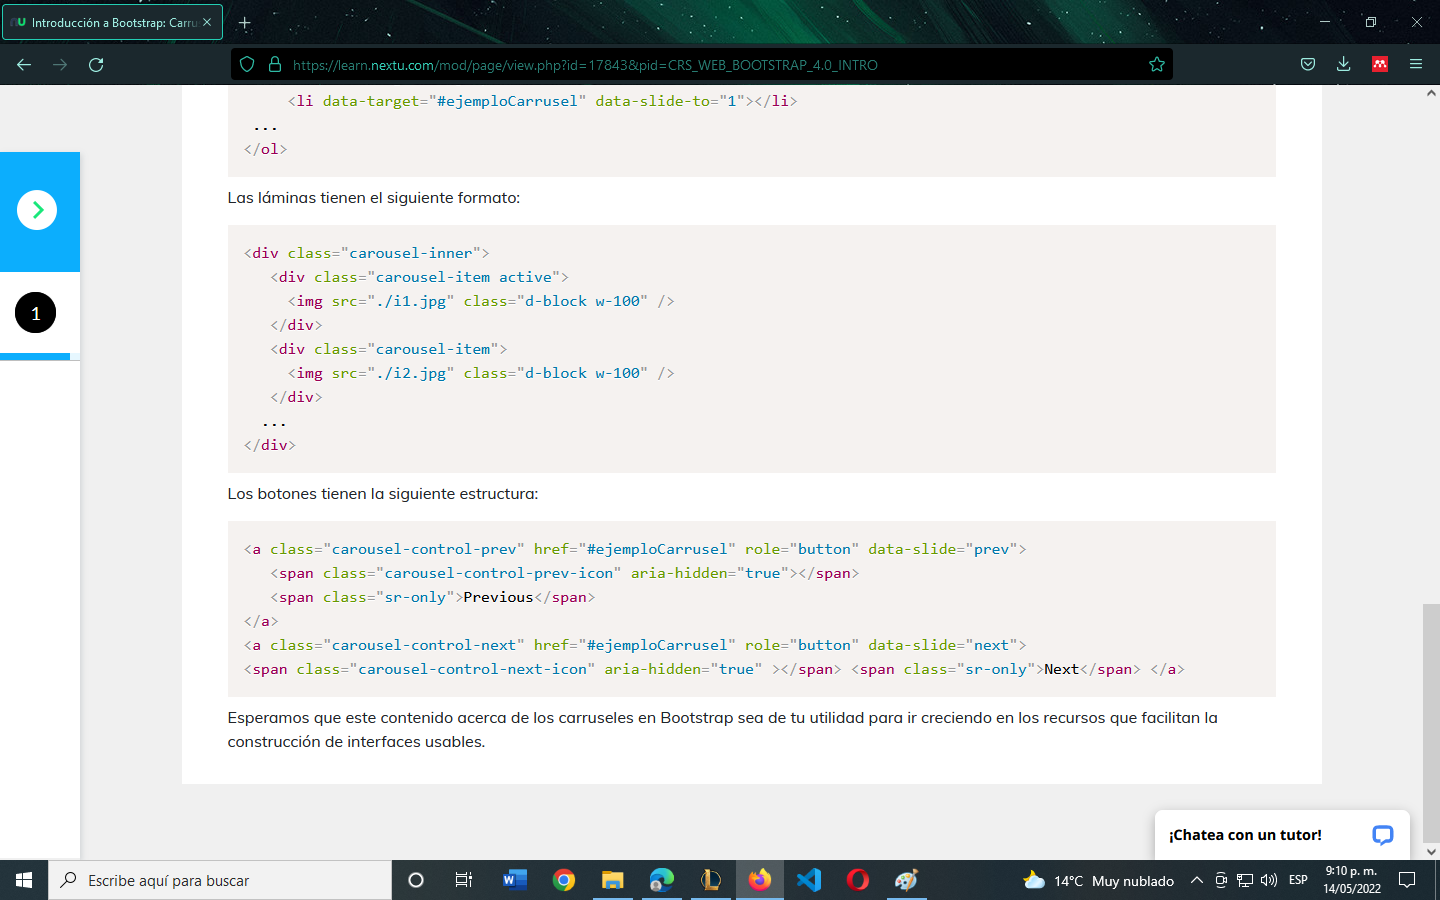 Introducción a Bootstrap: Carru
https://learn.nextu.com/mod/page/view.php?id=17843&pid=CRS_WEB_BOOTSTRAP_4.0_INTRO
<li data-target="#ejemploCarrusel" data-slide-to="1"></li>
...
</ol>
Las láminas tienen el siguiente formato:
<div class="carousel-inner">
<div class="carousel-item active">
<img src="./i1.jpg" class="d-block w-100" />
</div>
<div class="carousel-item">
<img src="./i2.jpg" class="d-block w-100" />
</div>
...
</div>
Los botones tienen la siguiente estructura:
<a class="carousel-control-prev" href="#ejemploCarrusel" role="button" data-slide="prev">
<span class="carousel-control-prev-icon" aria-hidden="true"></span>
<span class="sr-only">Previous</span>
</a>
<a class="carousel-control-next" href="#ejemploCarrusel" role="button" data-slide="next">
<span class="carousel-control-next-icon" aria-hidden="true" ></span> <span class="sr-only">Next</span> </a>
Esperamos que este contenido acerca de los carruseles en Bootstrap sea de tu utilidad para ir creciendo en los recursos que facilitan la
construcción de interfaces usables.
1
¡Chatea con un tutor!
Escribe aquí para buscar
14°C Muy nublado
ESP
9:10 p. m.
14/05/2022